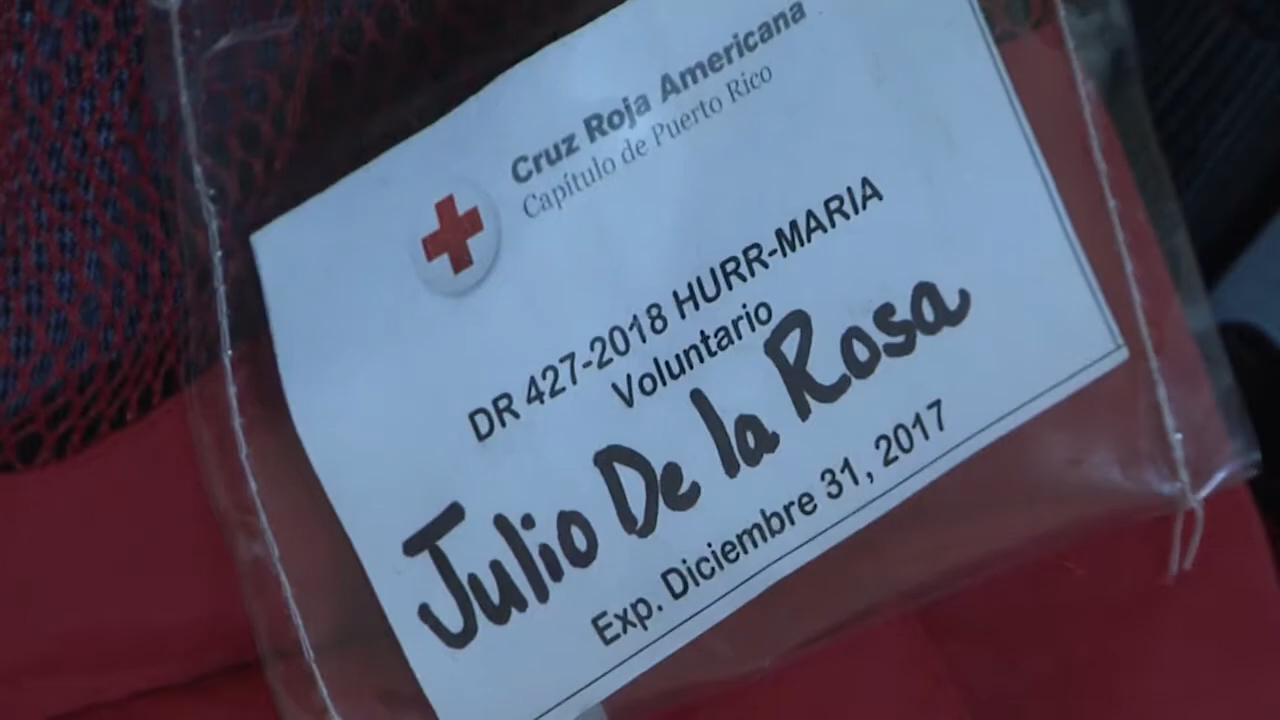 Cruz Roja Americana
Capítulo de Puerto Rico
DR 427-2018 HURR-MARIA
Voluntario
Julio De la Rosa
Exp. Diciembre 31, 2017